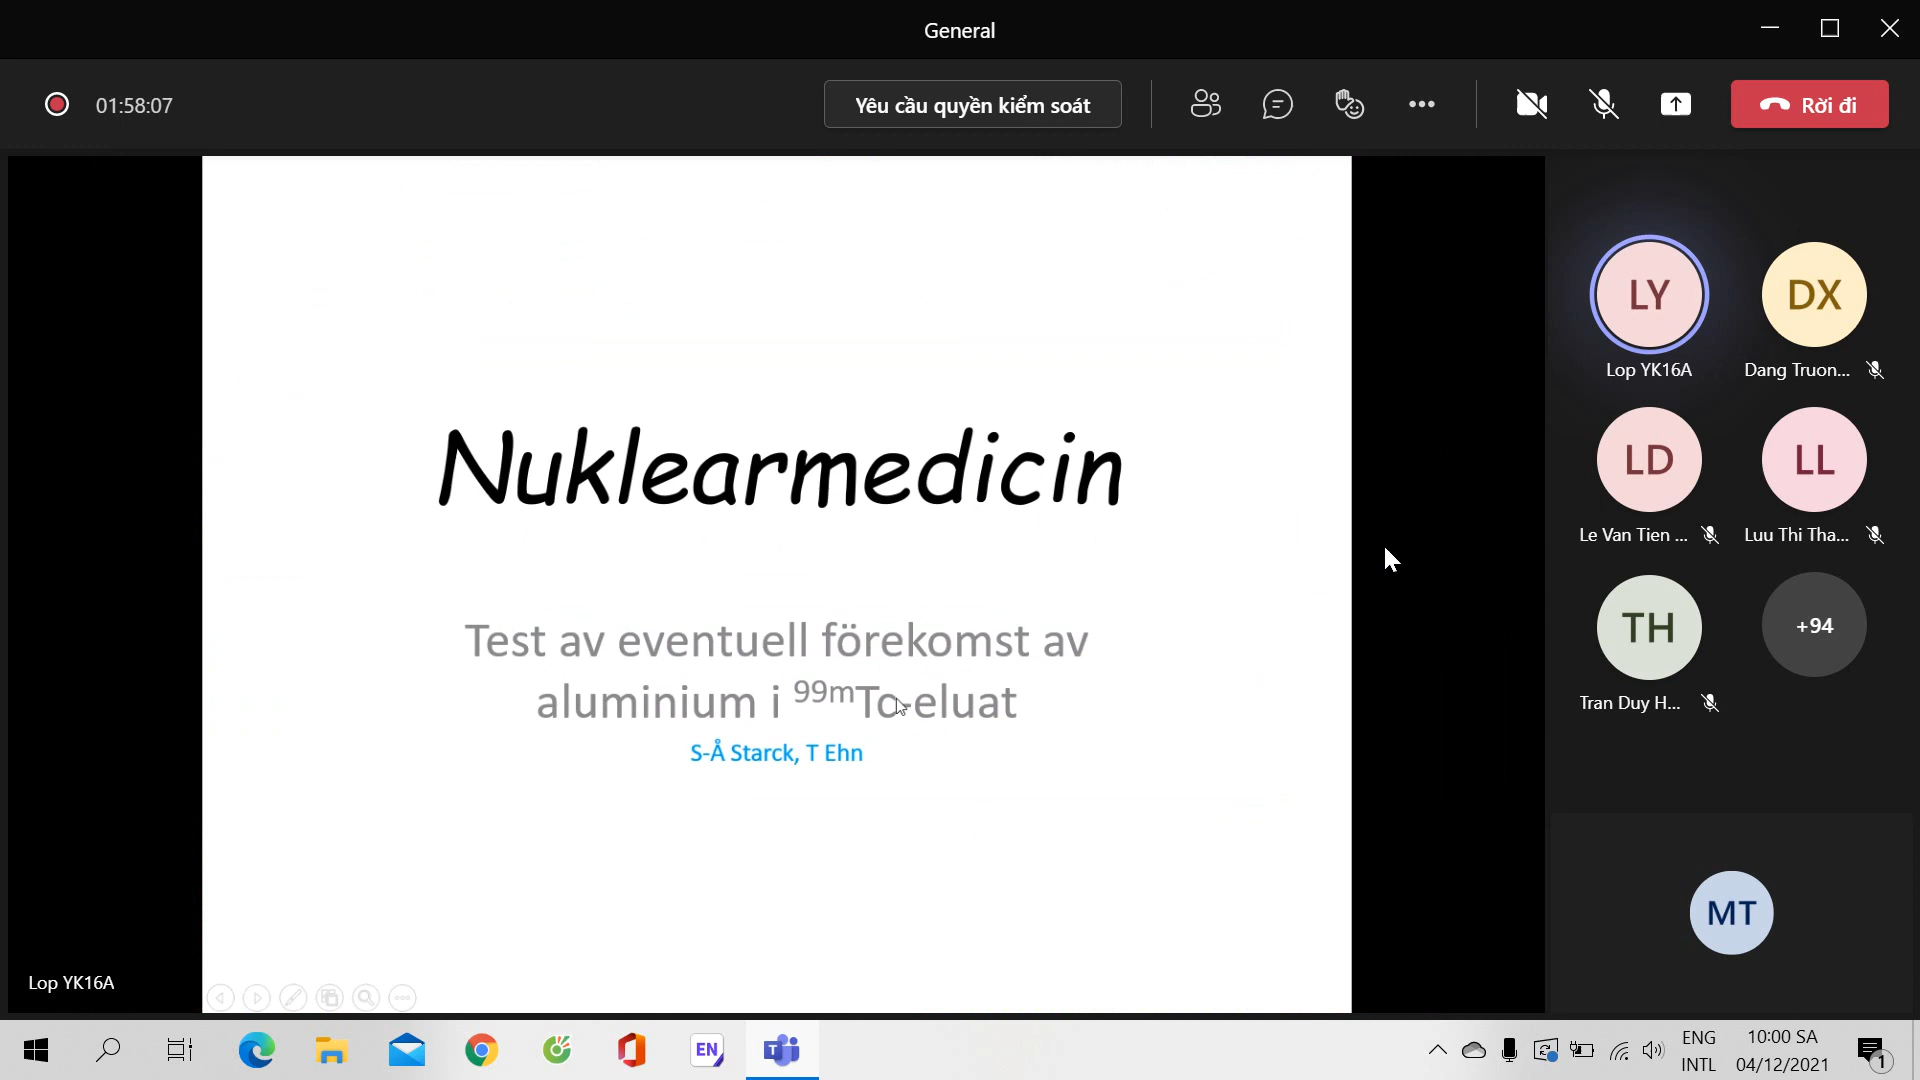 General
01:58:07
Yêu cầu quyền kiểm soát
Rời đi
Nuklearmedicin
Test av eventuell förekomst av
aluminium i 99mTc-eluat
S-Å Starck, T Ehn
Lop YK16A
LY
DX
Lop YK16A
Dang Truon...
LD
LL
Le Van Tien ...
Luu Thi Tha...
TH
+94
Tran Duy H...
MT
EN
T
ENG
INTL
10:00 SA
04/12/2021
1